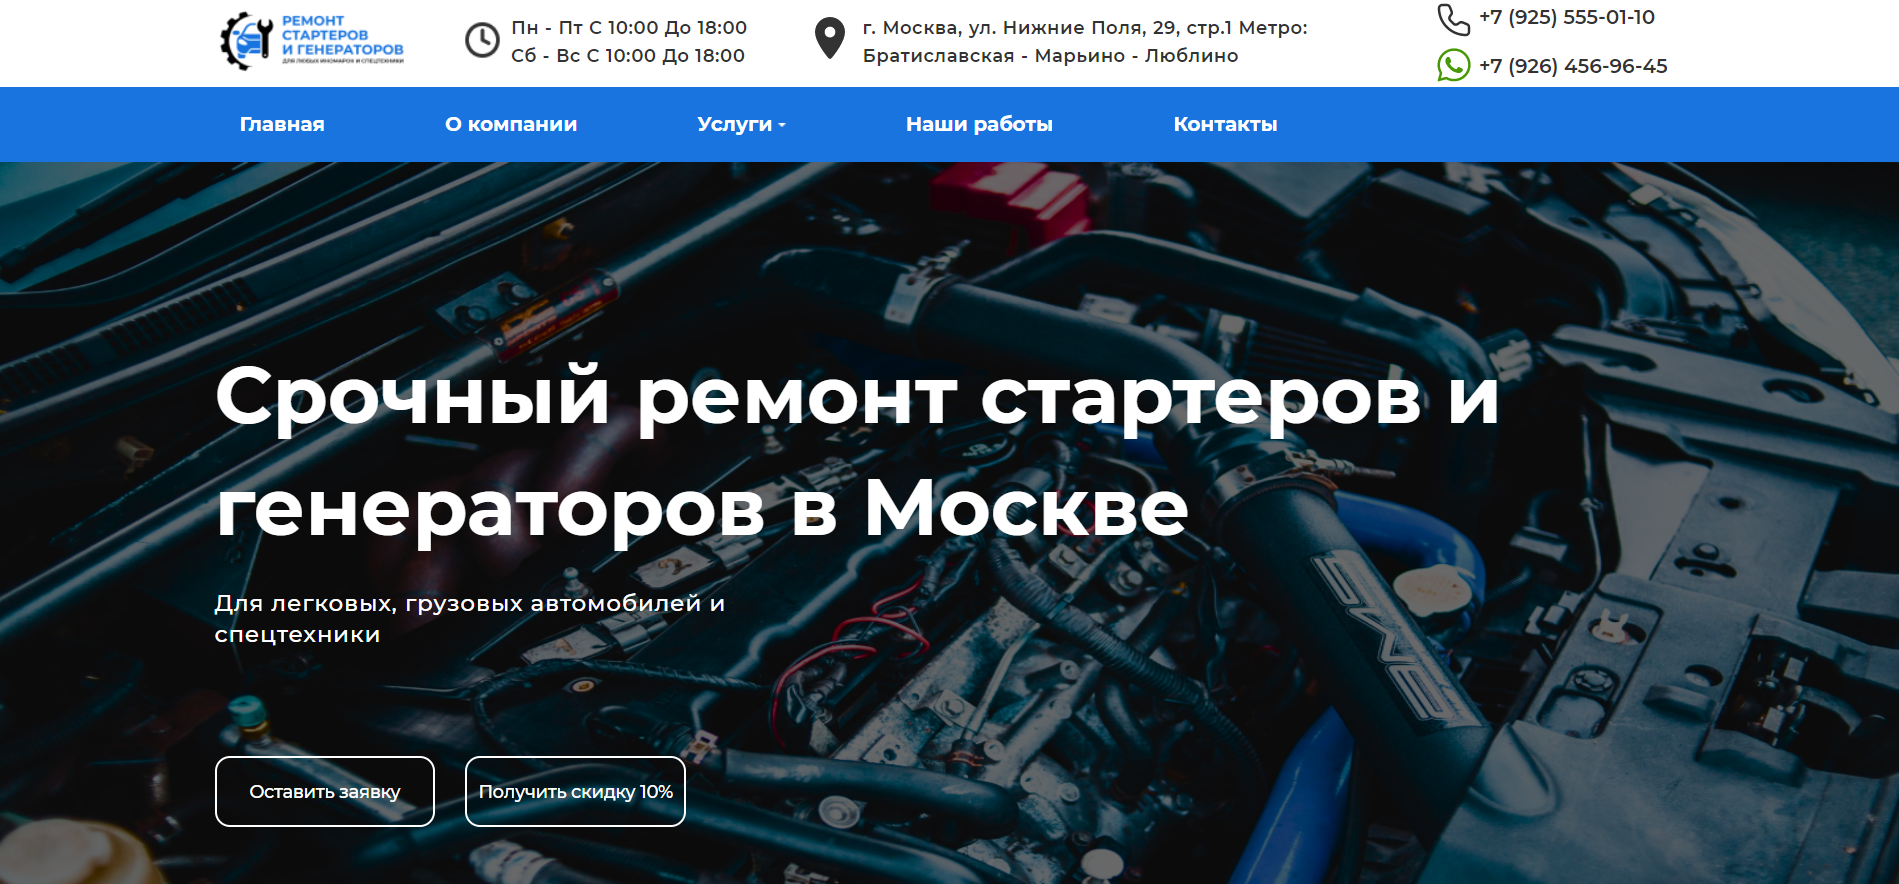 РЕМОНТ
СТАРТЕРОВ
И ГЕНЕРАТОРОВ
ДЛЯ ЛЮБЫХ ИНОМАРОК И СПЕЦТЕХНИКИ
Пн - Пт С 10:00 До 18:00
Сб - Вс С 10:00 До 18:00
г. Москва, ул. Нижние Поля, 29, стр.1 Метро:
Братиславская - Марьино - Люблино
+7 (925) 555-01-10
+7 (926) 456-96-45
Главная
О компании
Услуги
Наши работы
Контакты
Срочный ремонт стартеров и
генераторов в Москве
Для легковых, грузовых автомобилей и
спецтехники
Оставить заявку
Получить скидку 10%